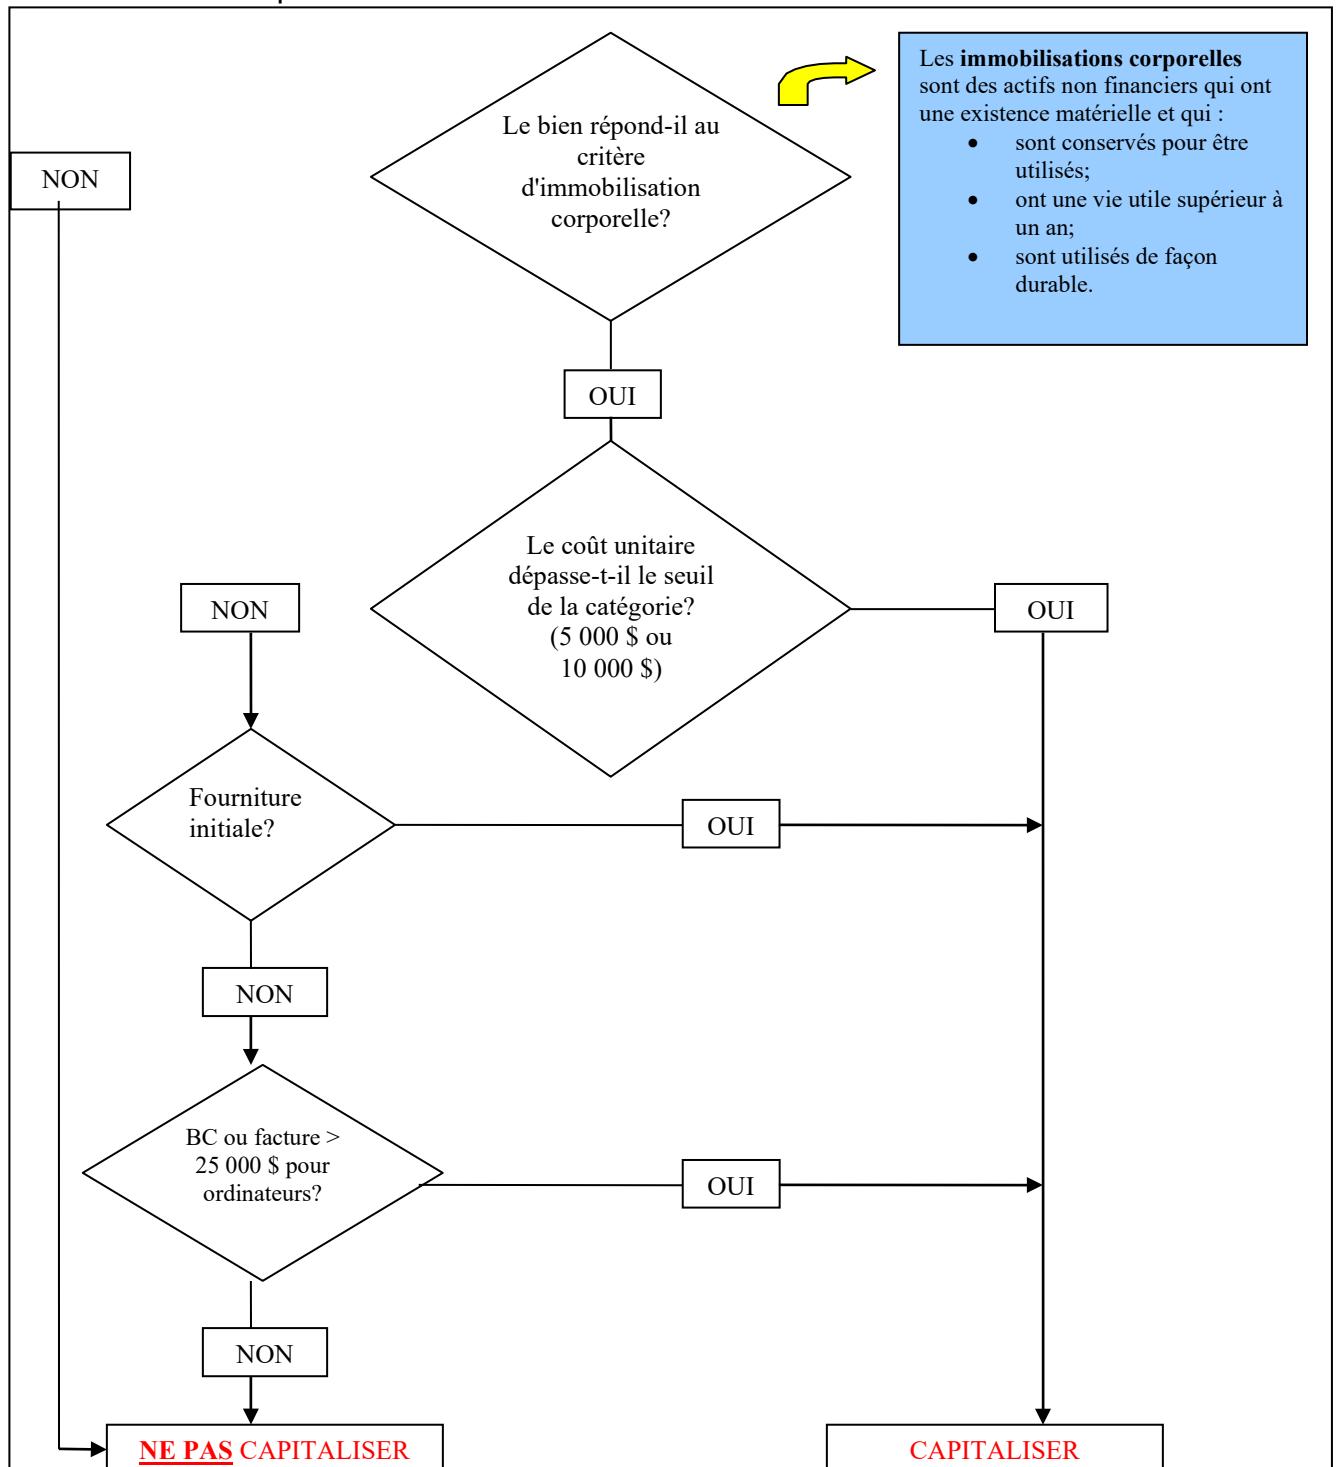 Le bien répond-il au
critère
d'immobilisation
corporelle?
Les immobilisations corporelles
sont des actifs non financiers qui ont
une existence matérielle et qui :
• sont conservés pour être
utilisés;
• ont une vie utile supérieur à
un an;
• sont utilisés de façon
durable.
NON
OUI
Le coût unitaire
dépasse-t-il le seuil
de la catégorie?
(5 000 $ ou
10 000 $)
NON
OUI
Fourniture
initiale?
OUI
NON
BC ou facture >
25 000 $ pour
ordinateurs?
OUI
NON
NE PAS CAPITALISER
CAPITALISER